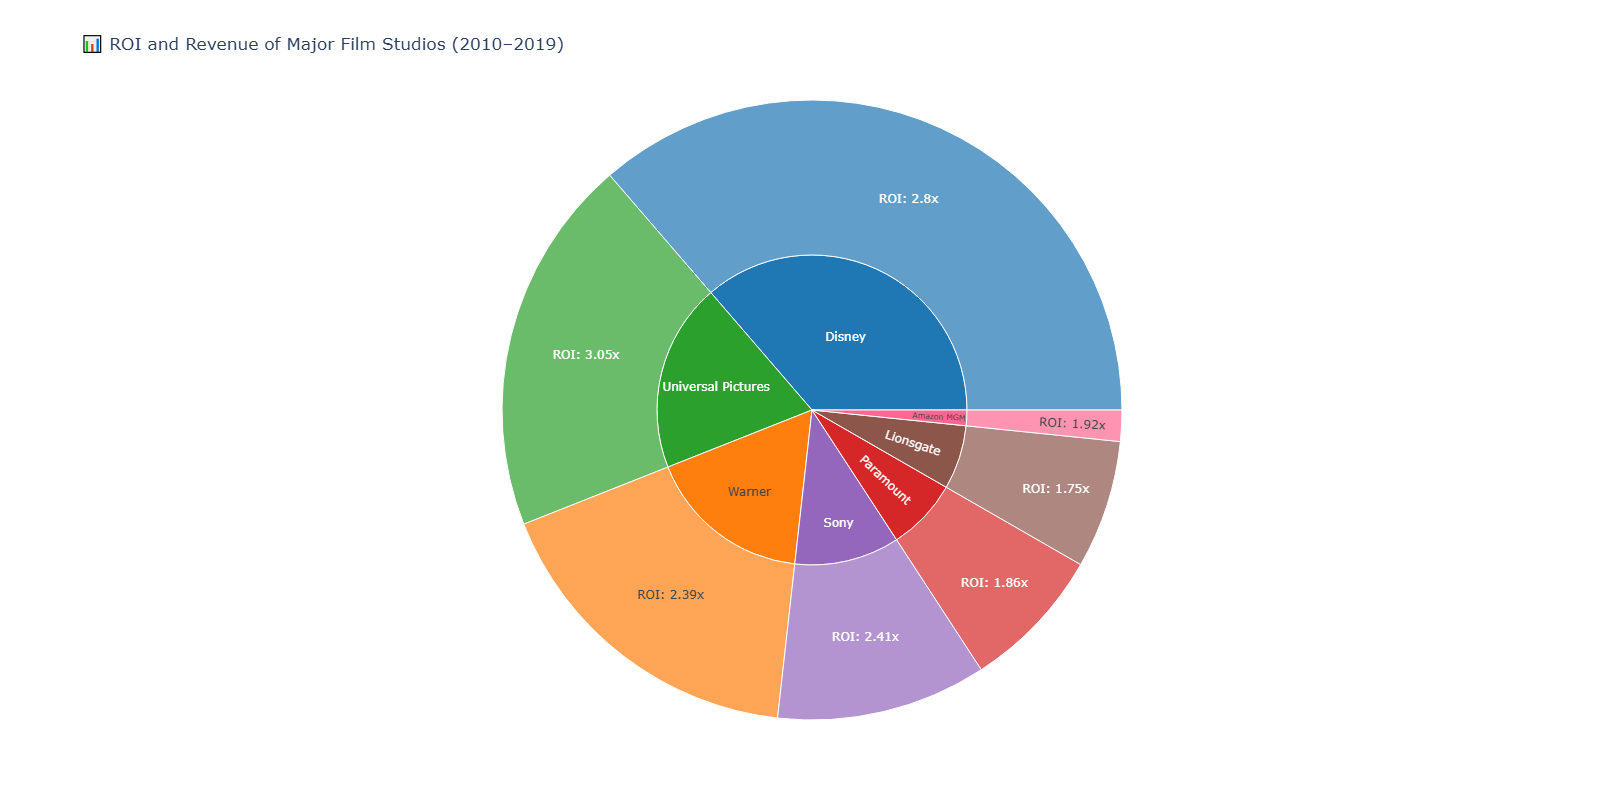 📊 ROI and Revenue of Major Film Studios (2010–2019)
ROI: 2.8x
Disney
ROI: 3.05x
Universal Pictures
Amazon MGM
ROI: 1.92x
Lionsgate
ROI: 1.75x
Paramount
ROI: 1.86x
Warner
ROI: 2.39x
Sony
ROI: 2.41x